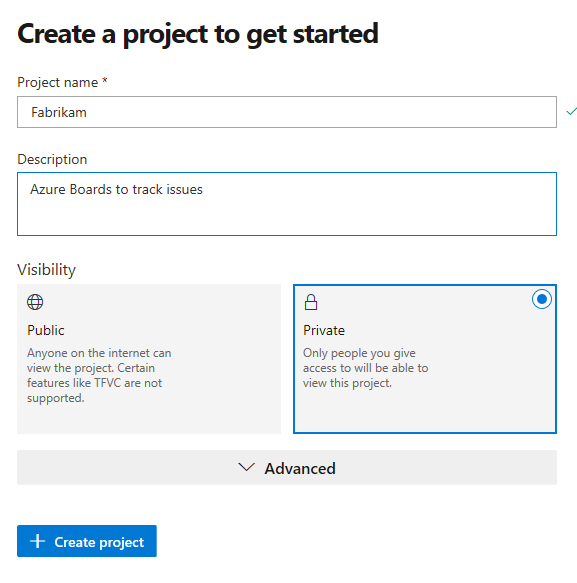 Create a project to get started
Project name *
Fabrikam
Description
Azure Boards to track issues
Visibility
Public
Anyone on the internet can
view the project. Certain
features like TFVC are not
supported.
Private
Only people you give
access to will be able to
view this project.
Advanced
Create project